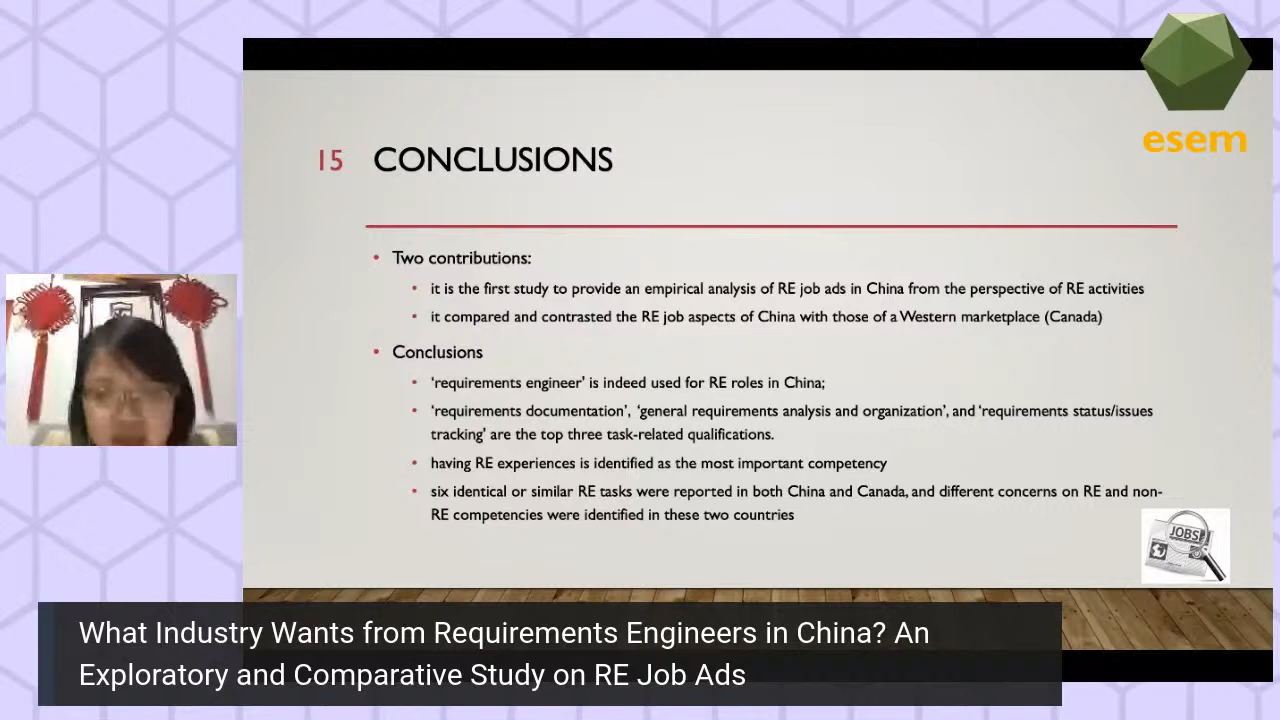 esem
15 CONCLUSIONS
• Two contributions:
• it is the first study to provide an empirical analysis of RE job ads in China from the perspective of RE activities
• it compared and contrasted the RE job aspects of China with those of a Western marketplace (Canada)
• Conclusions
• ‘requirements engineer’ is indeed used for RE roles in China;
• ‘requirements documentation’, ‘general requirements analysis and organization’, and ‘requirements status/issues
tracking’ are the top three task-related qualifications.
• having RE experiences is identified as the most important competency
• six identical or similar RE tasks were reported in both China and Canada, and different concerns on RE and non-
RE competencies were identified in these two countries
JOBS
What Industry Wants from Requirements Engineers in China? An
Exploratory and Comparative Study on RE Job Ads